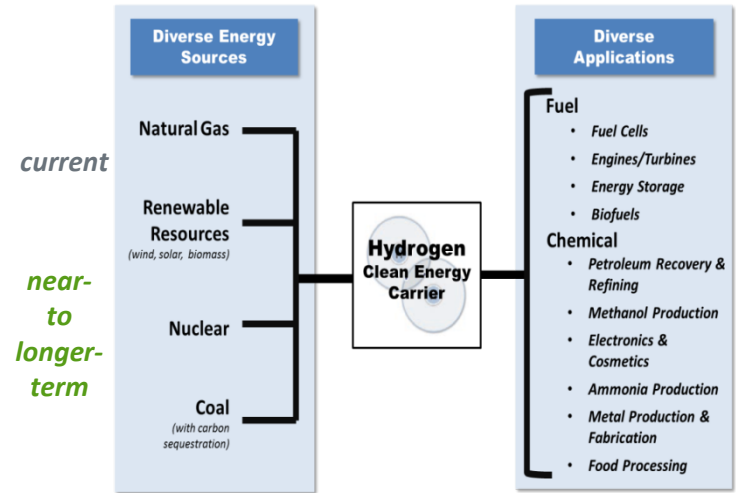 Diverse Energy
Sources
current
near-
to
longer-
term
Natural Gas
Renewable
Resources
(wind, solar, biomass)
Nuclear
Coal
(with carbon
sequestration)
Hydrogen
Clean Energy
Carrier
Diverse
Applications
Fuel
• Fuel Cells
• Engines/Turbines
• Energy Storage
• Biofuels
Chemical
• Petroleum Recovery &
Refining
• Methanol Production
• Electronics &
Cosmetics
• Ammonia Production
• Metal Production &
Fabrication
• Food Processing